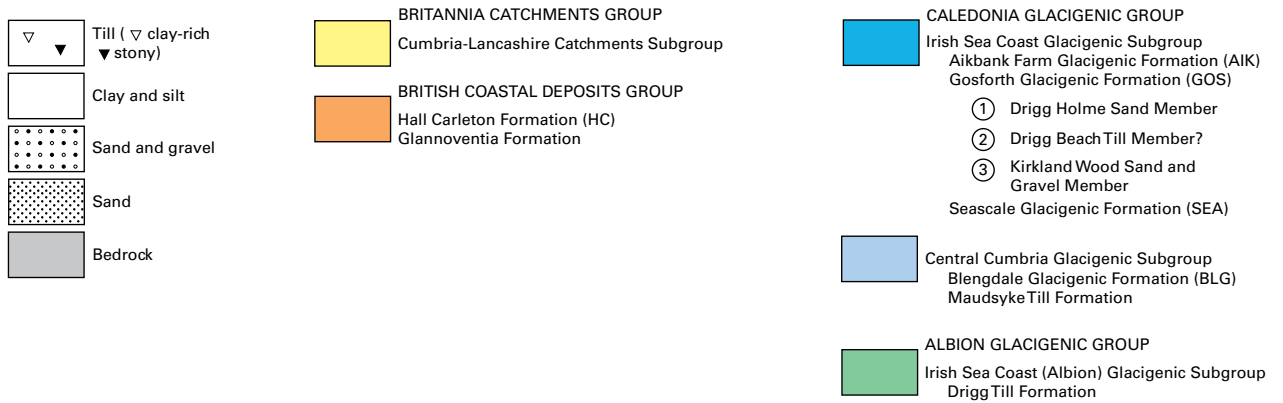 Till ( ▽ clay-rich
▼ stony)
Clay and silt
Sand and gravel
Sand
Bedrock
BRITANNIA CATCHMENTS GROUP
Cumbria-Lancashire Catchments Subgroup
BRITISH COASTAL DEPOSITS GROUP
Hall Carleton Formation (HC)
Glannoventia Formation
CALEDONIA GLACIGENIC GROUP
Irish Sea Coast Glacigenic Subgroup
Aikbank Farm Glacigenic Formation (AIK)
Gosforth Glacigenic Formation (GOS)
1 Drigg Holme Sand Member
2 Drigg Beach Till Member?
3 Kirkland Wood Sand and
Gravel Member
Seascale Glacigenic Formation (SEA)
Central Cumbria Glacigenic Subgroup
Blengdale Glacigenic Formation (BLG)
Maudsyke Till Formation
ALBION GLACIGENIC GROUP
Irish Sea Coast (Albion) Glacigenic Subgroup
Drigg Till Formation